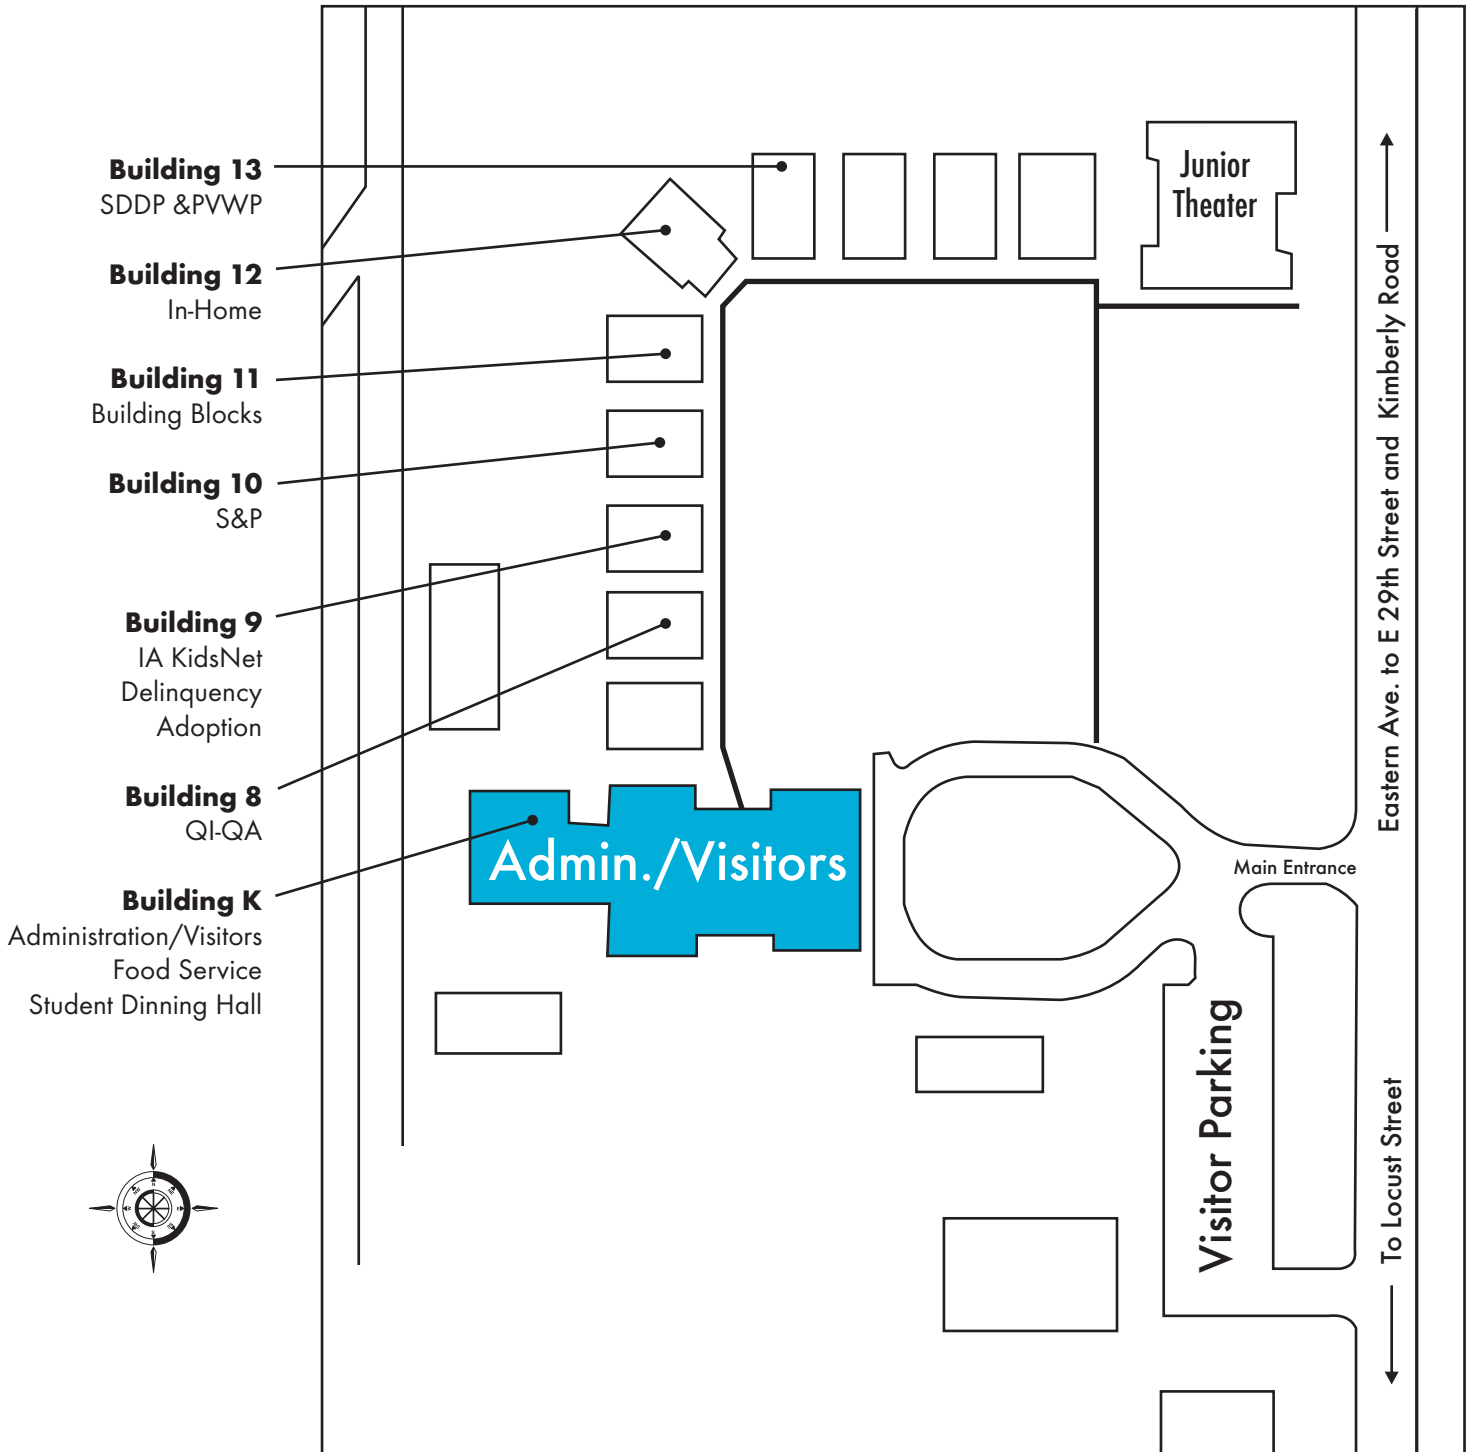 Building 13
SDDP &PVWP
Building 12
In-Home
Building 11
Building Blocks
Building 10
S&P
Building 9
IA KidsNet
Delinquency
Adoption
Building 8
QI-QA
Building K
Administration/Visitors
Food Service
Student Dinning Hall
Junior
Theater
Admin./Visitors
Main Entrance
Visitor Parking
Eastern Ave. to E 29th Street and Kimberly Road
To Locust Street